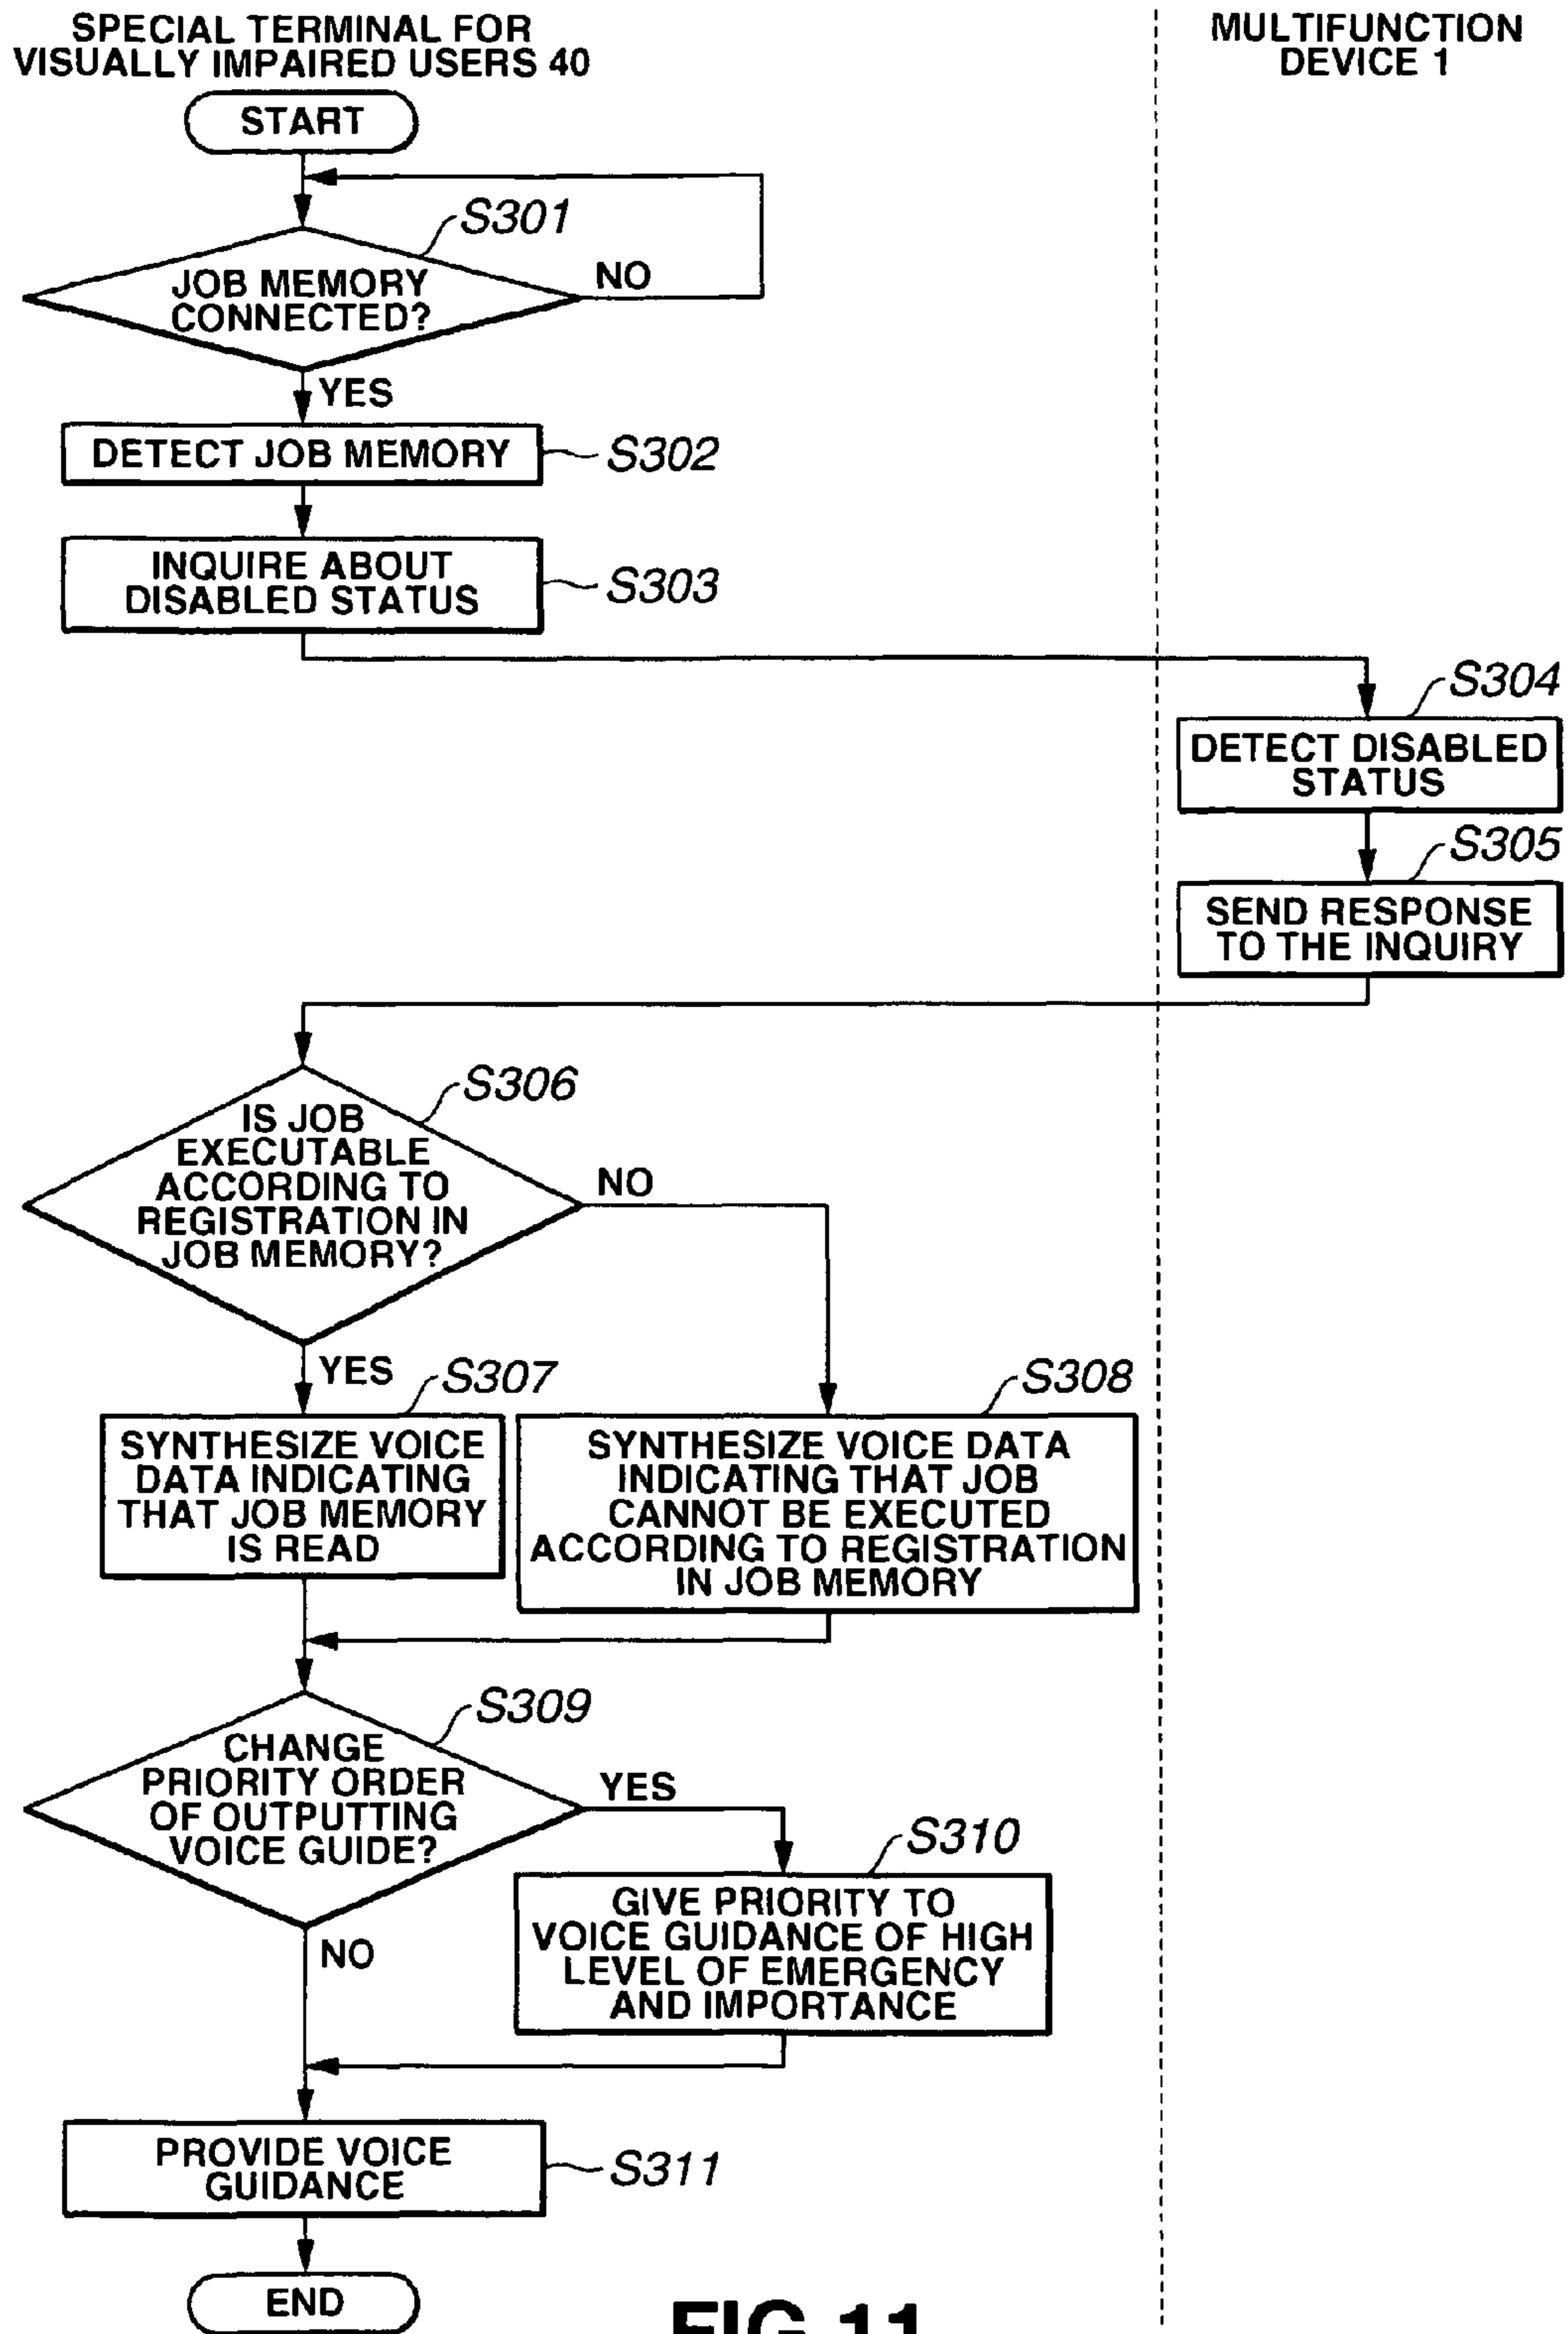 SPECIAL TERMINAL FOR
VISUALLY IMPAIRED USERS 40
MULTIFUNCTION
DEVICE 1
START
S301
JOB MEMORY
CONNECTED?
NO
YES
DETECT JOB MEMORY
S302
INQUIRE ABOUT
DISABLED STATUS
S303
S304
DETECT DISABLED
STATUS
S305
SEND RESPONSE
TO THE INQUIRY
S306
IS JOB
EXECUTABLE
ACCORDING TO
REGISTRATION IN
JOB MEMORY?
NO
YES
S307
SYNTHESIZE VOICE
DATA INDICATING
THAT JOB MEMORY
IS READ
S308
SYNTHESIZE VOICE DATA
INDICATING THAT JOB
CANNOT BE EXECUTED
ACCORDING TO REGISTRATION
IN JOB MEMORY
S309
CHANGE
PRIORITY ORDER
OF OUTPUTTING
VOICE GUIDE?
YES
S310
GIVE PRIORITY TO
VOICE GUIDANCE OF HIGH
LEVEL OF EMERGENCY
AND IMPORTANCE
NO
PROVIDE VOICE
GUIDANCE
S311
END
FIG.11